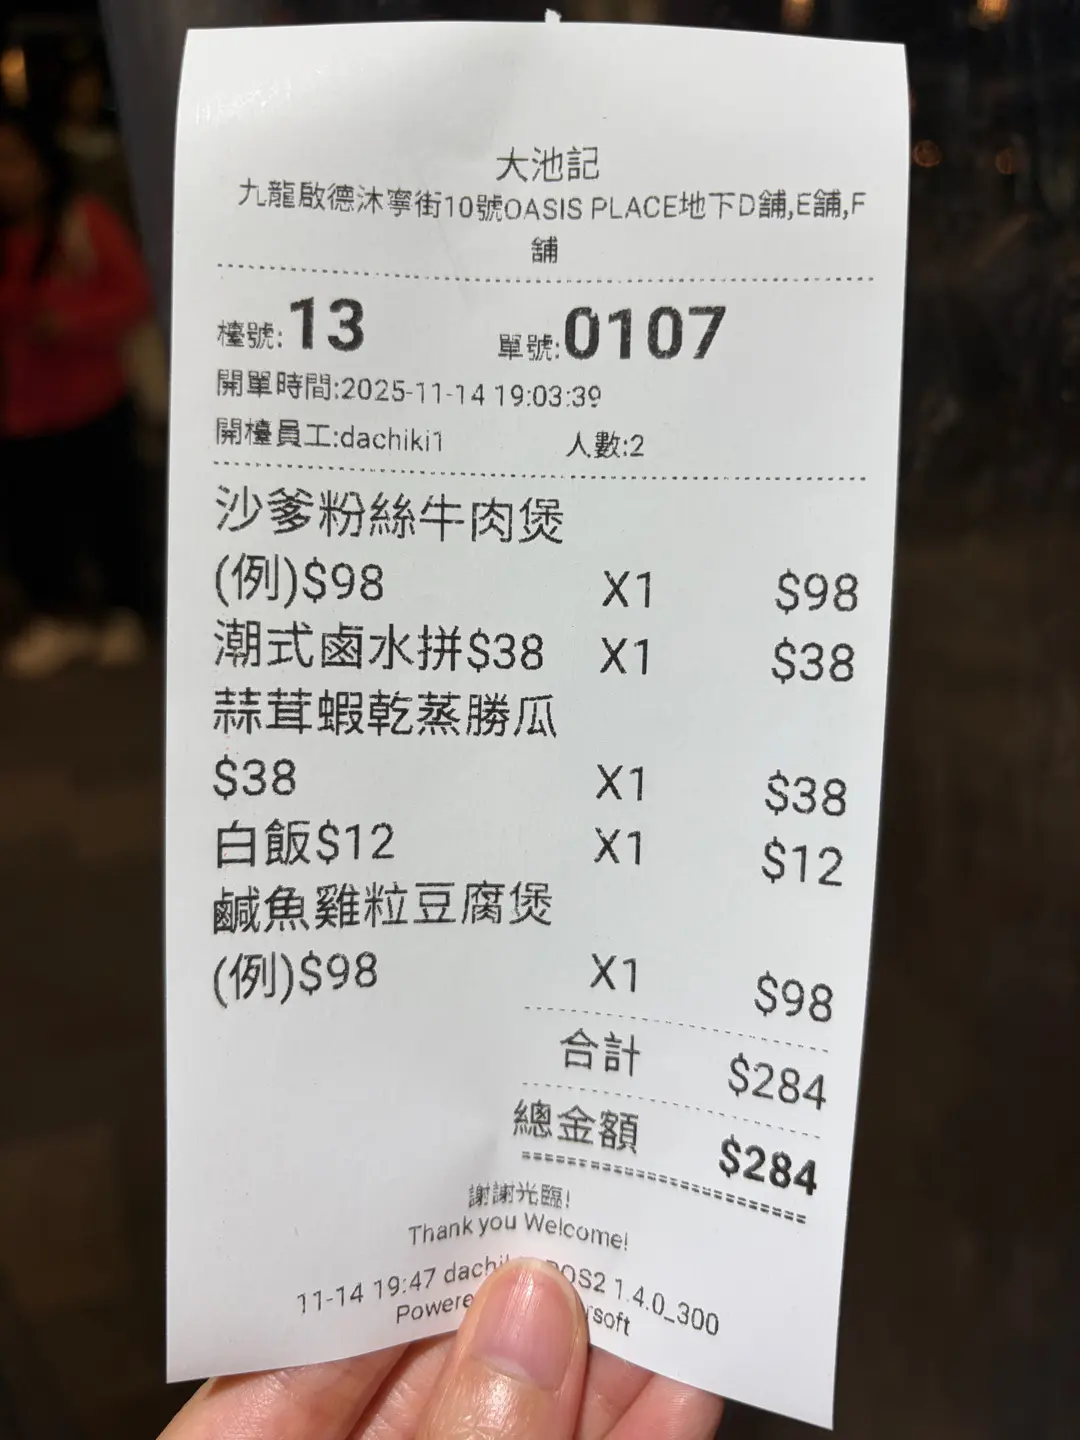 大池記
九龍啟德沐寧街10號OASIS PLACE地下D舖,E舖,F
舖
檯號:13 單號:0107
開單時間:2025-11-14 19:03:39
開檯員工:dachiki1 人數:2
沙爹粉絲牛肉煲
(例)$98 X1 $98
潮式鹵水拼$38 X1 $38
蒜茸蝦乾蒸勝瓜
$38 X1 $38
白飯$12 X1 $12
鹹魚雞粒豆腐煲
(例)$98 X1 $98
合計 $284
總金額 $284
謝謝光臨!
Thank you Welcome!
11-14 19:47 POS2 1.4.0_300